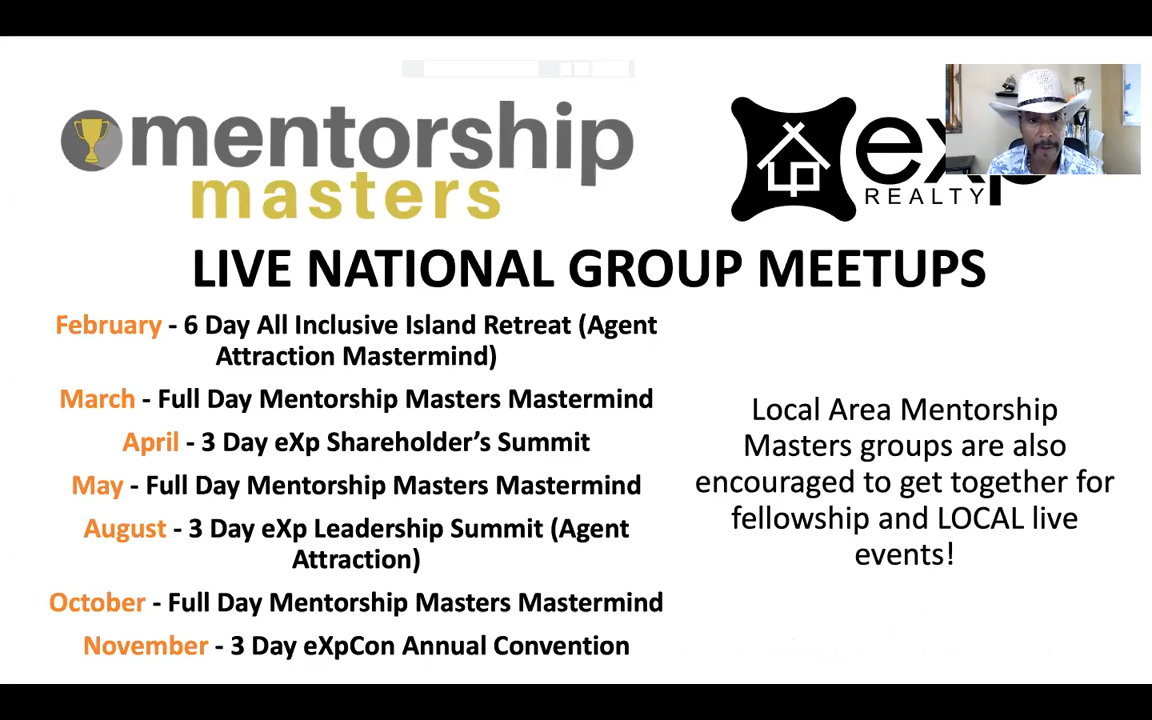 mentorship
masters
exp
REALTY
LIVE NATIONAL GROUP MEETUPS
February - 6 Day All Inclusive Island Retreat (Agent
Attraction Mastermind)
March - Full Day Mentorship Masters Mastermind
April - 3 Day eXp Shareholder’s Summit
May - Full Day Mentorship Masters Mastermind
August - 3 Day eXp Leadership Summit (Agent
Attraction)
October - Full Day Mentorship Masters Mastermind
November - 3 Day eXpCon Annual Convention
Local Area Mentorship
Masters groups are also
encouraged to get together for
fellowship and LOCAL live
events!